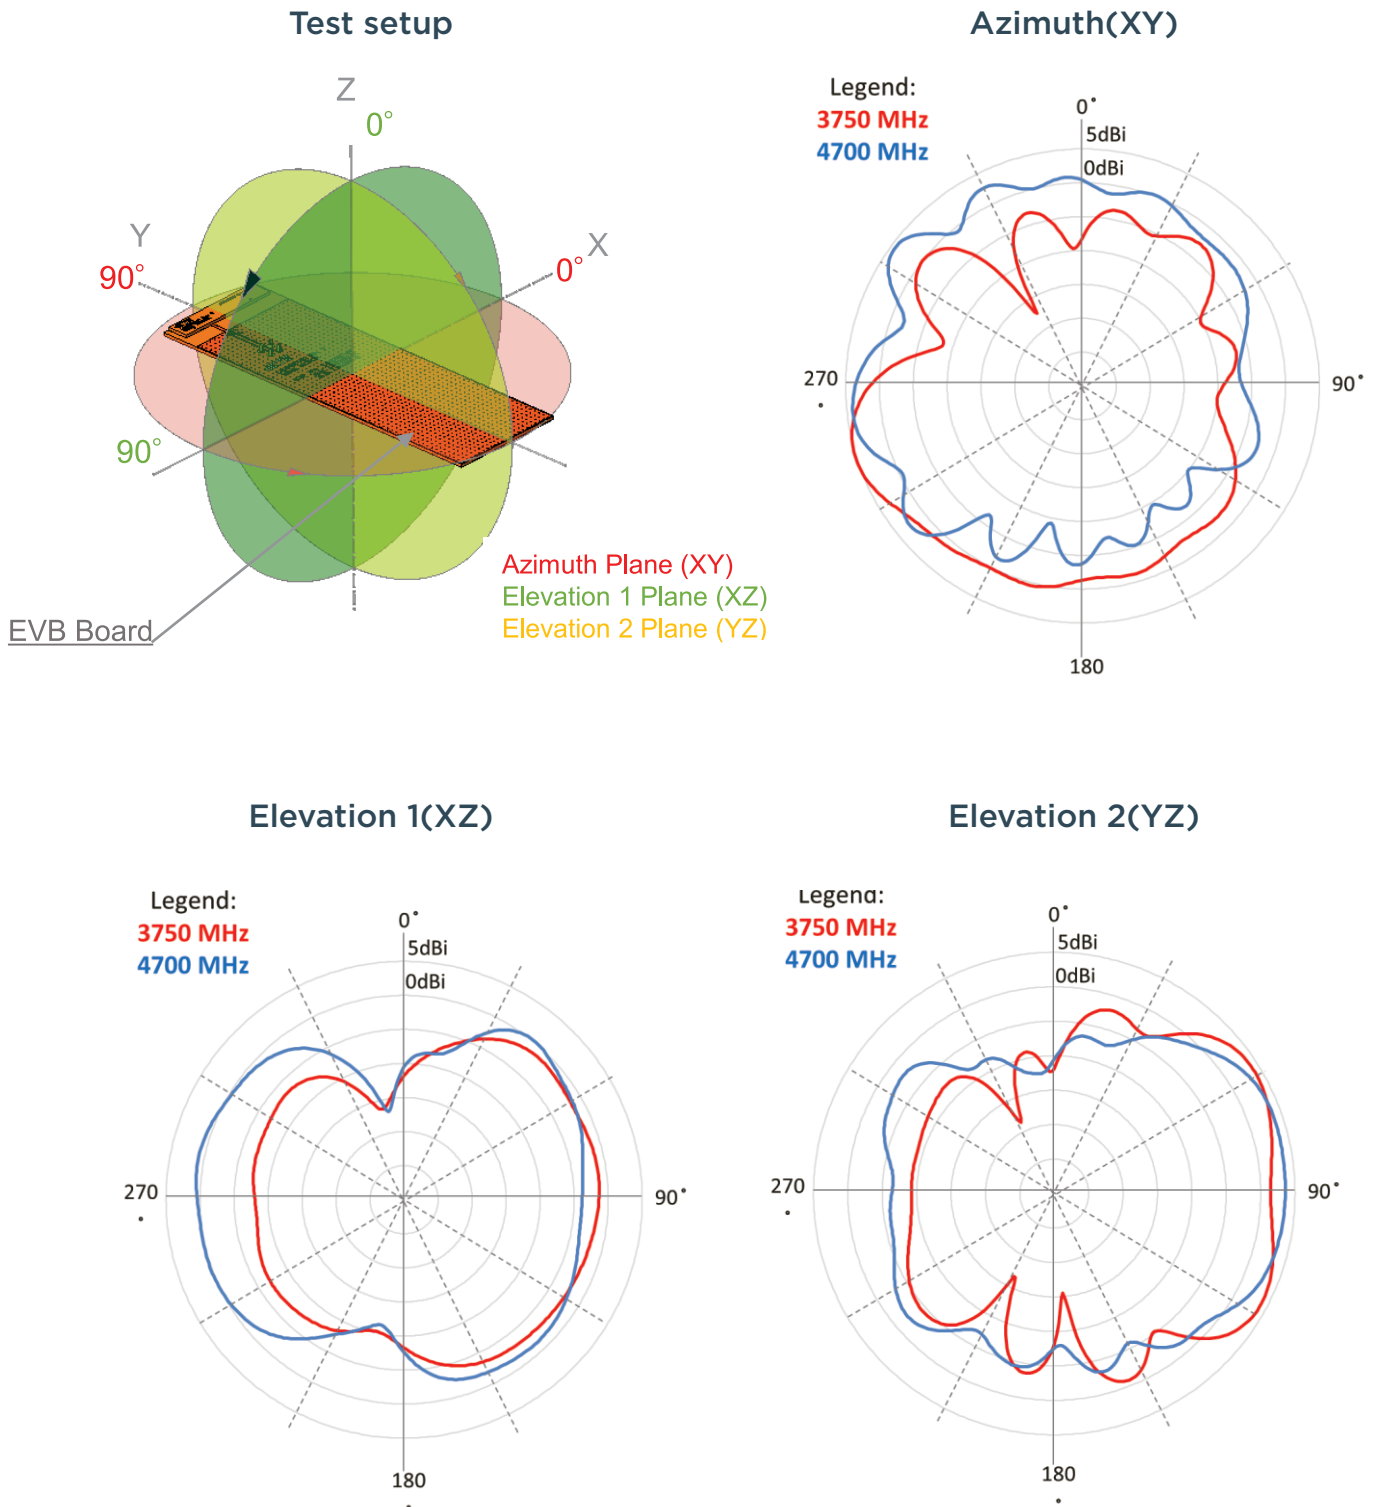 Test setup
Z
0°
Y
90°
X
0°
90°
EVB Board
Azimuth Plane (XY)
Elevation 1 Plane (XZ)
Elevation 2 Plane (YZ)
Azimuth(XY)
Legend:
3750 MHz
4700 MHz
0°
5dBi
0dBi
270°
90°
180
Elevation 1(XZ)
Legend:
3750 MHz
4700 MHz
0°
5dBi
0dBi
270°
90°
180°
Elevation 2(YZ)
Legend:
3750 MHz
4700 MHz
0°
5dBi
0dBi
270°
90°
180°